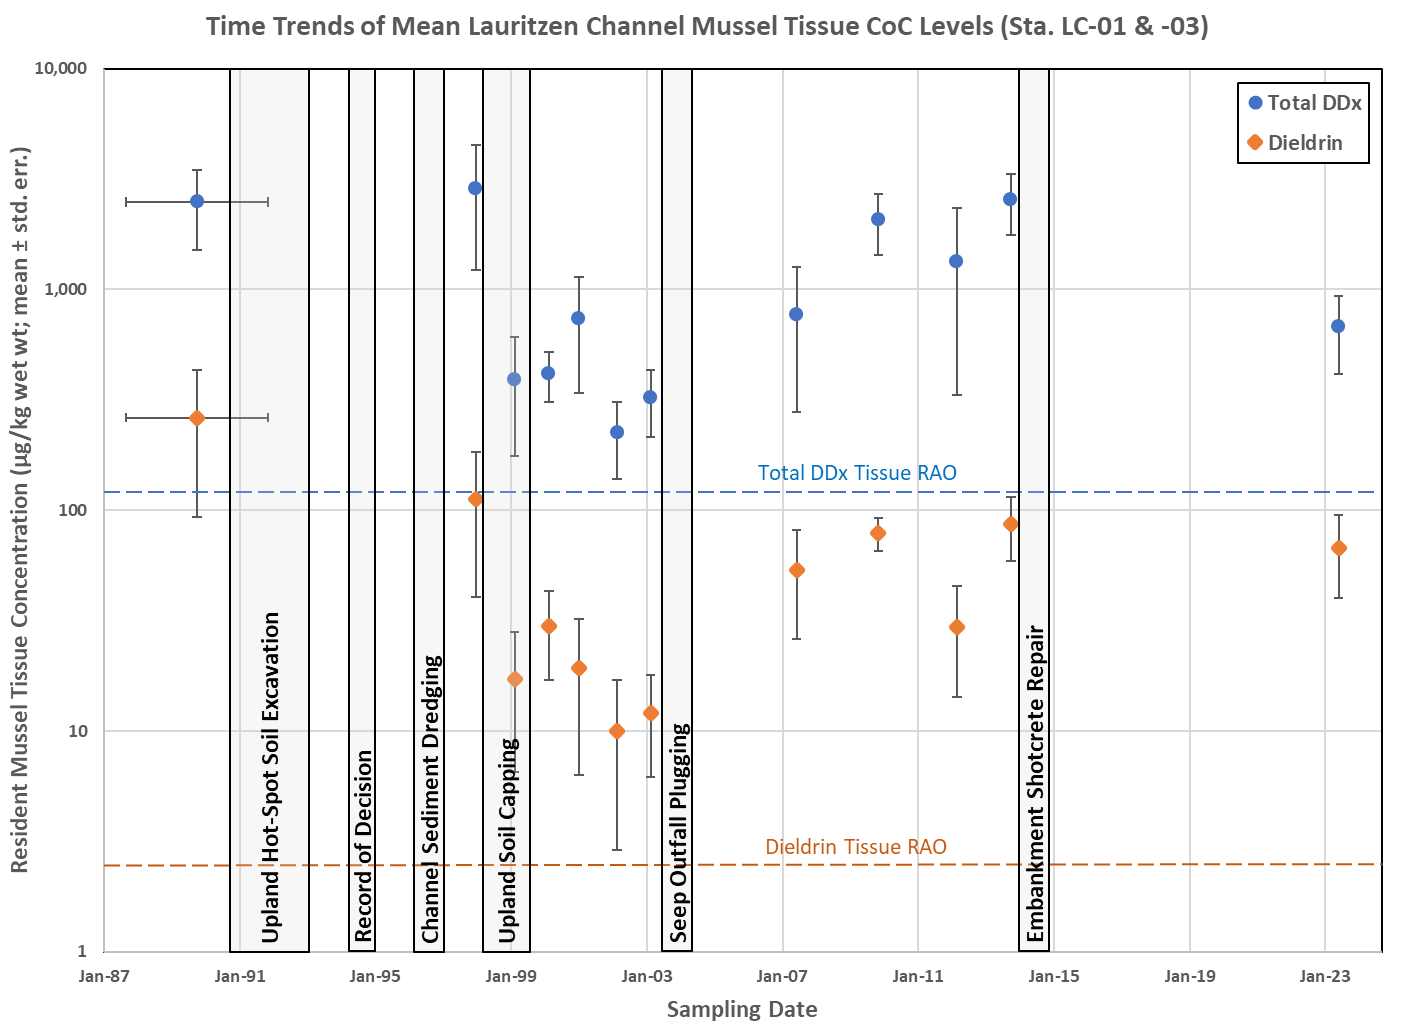 Time Trends of Mean Lauritzen Channel Mussel Tissue CoC Levels (Sta. LC-01 & -03)
Resident Mussel Tissue Concentration (µg/kg wet wt; mean ± std. err.)
10,000
1,000
100
10
1
Total DDx
Dieldrin
Total DDx Tissue RAO
Dieldrin Tissue RAO
Upland Hot-Spot Soil Excavation
Record of Decision
Channel Sediment Dredging
Upland Soil Capping
Seep Outfall Plugging
Embankment Shotcrete Repair
Jan-87 Jan-91 Jan-95 Jan-99 Jan-03 Jan-07 Jan-11 Jan-15 Jan-19 Jan-23
Sampling Date